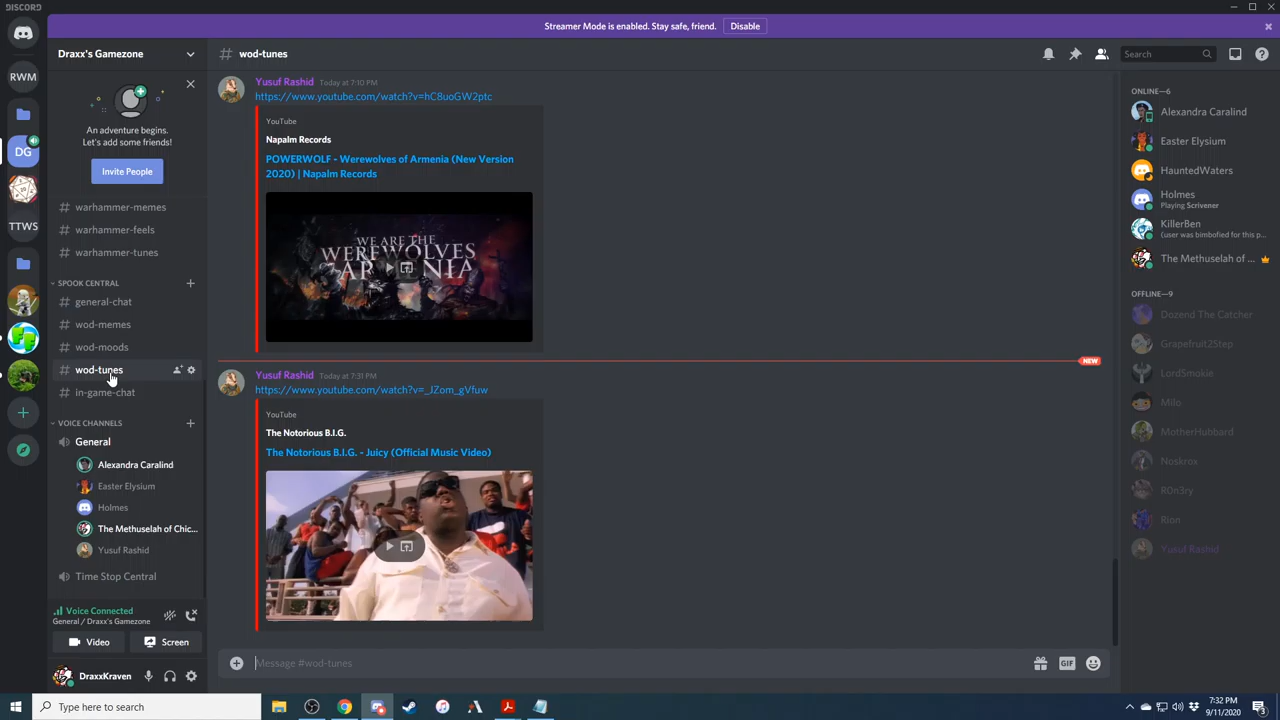 DISCORD
Streamer Mode is enabled. Stay safe, friend.
Disable
Draxx's Gamezone
wod-tunes
Search
RWM
DG
TTWS
An adventure begins.
Let's add some friends!
Invite People
warhammer-memes
warhammer-feels
warhammer-tunes
SPOOK CENTRAL
general-chat
wod-memes
wod-moods
wod-tunes
in-game-chat
VOICE CHANNELS
General
Alexandra Caralind
Easter Elysium
Holmes
The Methuselah of Chic...
Yusuf Rashid
Time Stop Central
Voice Connected
General / Draxx's Gamezone
Video
Screen
DraxxKraven
Yusuf Rashid Today at 7:10 PM
https://www.youtube.com/watch?v=hC8uoGW2ptc
YouTube
Napalm Records
POWERWOLF - Werewolves of Armenia (New Version
2020) | Napalm Records
WE ARE THE
WEREWOLVES
ARMENIA
NEW
Yusuf Rashid Today at 7:31 PM
https://www.youtube.com/watch?v=_JZom_gVfuw
YouTube
The Notorious B.I.G.
The Notorious B.I.G. - Juicy (Official Music Video)
Message #wod-tunes
GIF
ONLINE—6
Alexandra Caralind
Easter Elysium
HauntedWaters
Holmes
Playing Scrivener
KillerBen
(user was bimbofied for this p...
The Methuselah of ...
OFFLINE—9
Dozend The Catcher
Grapefruit2Step
LordSmokie
Milo
MotherHubbard
Noskrox
R0n3ry
Rion
Yusuf Rashid
Type here to search
7:32 PM
9/11/2020